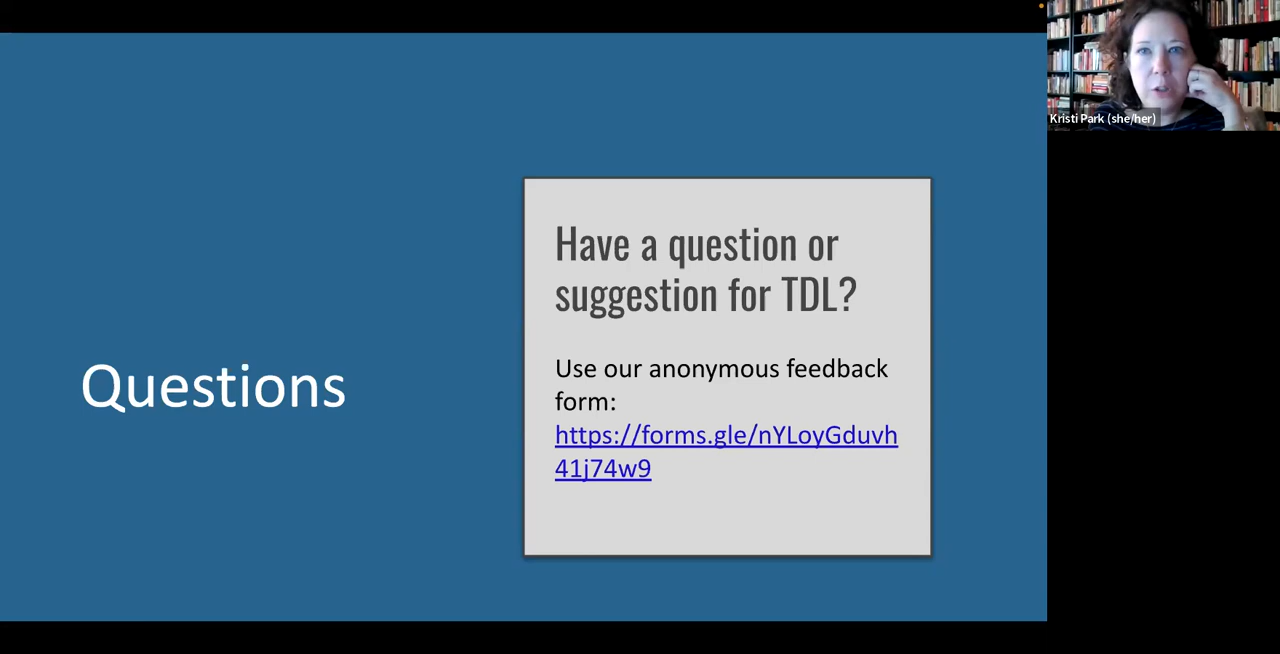 Kristi Park (she/her)
Have a question or
suggestion for TDL?
Questions
Use our anonymous feedback
form:
https://forms.gle/nYLoyGduvh
41j74w9